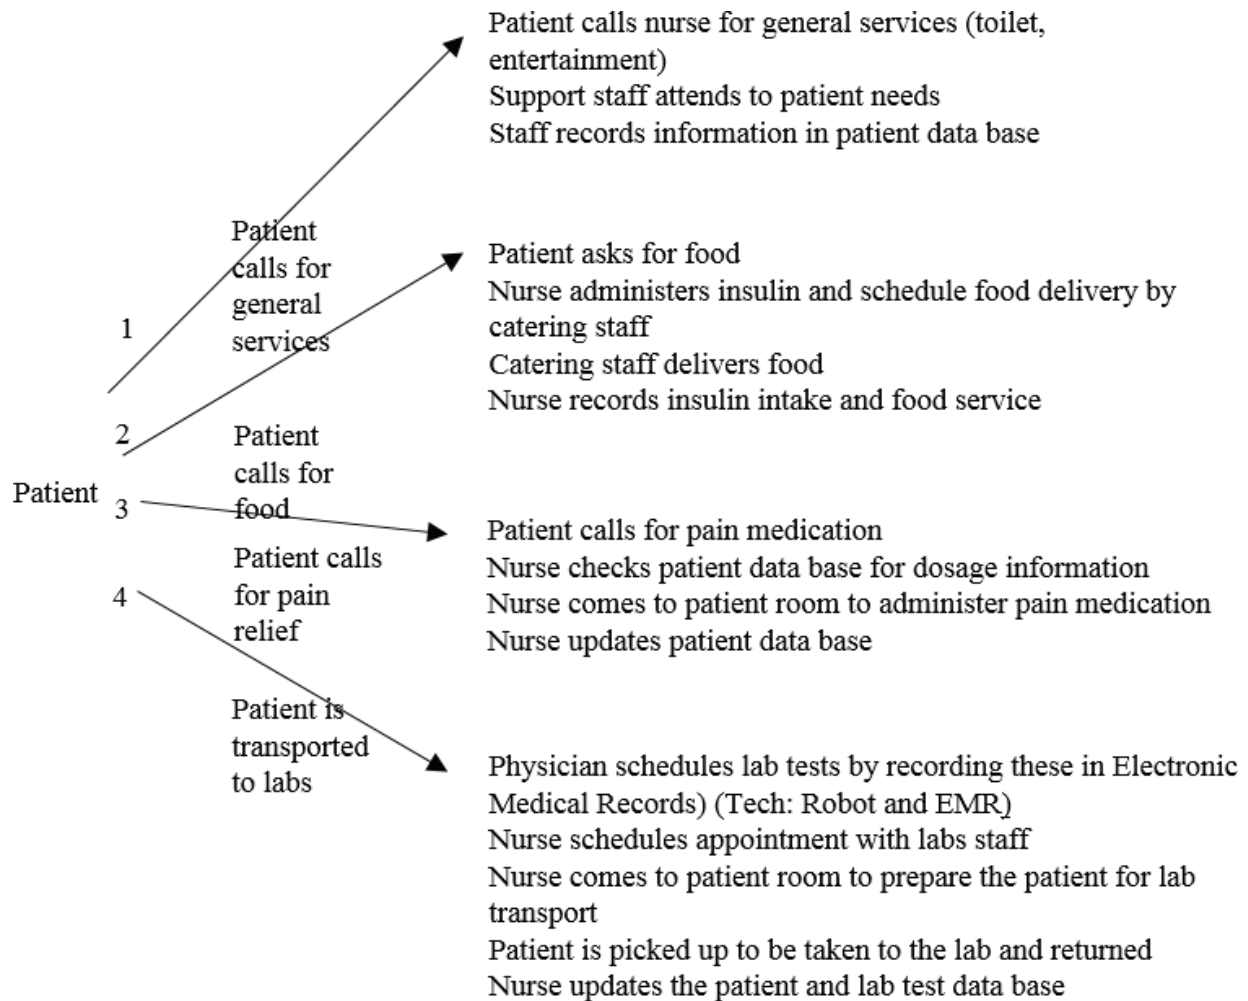 Patient calls nurse for general services (toilet,
entertainment)
Support staff attends to patient needs
Staff records information in patient data base
Patient
calls for
general
services
1
Patient asks for food
Nurse administers insulin and schedule food delivery by
catering staff
Catering staff delivers food
Nurse records insulin intake and food service
2
Patient
calls for
food
Patient
3
Patient calls for pain medication
Nurse checks patient data base for dosage information
Nurse comes to patient room to administer pain medication
Nurse updates patient data base
Patient calls
for pain
relief
4
Patient is
transported
to labs
Physician schedules lab tests by recording these in Electronic
Medical Records) (Tech: Robot and EMR)
Nurse schedules appointment with labs staff
Nurse comes to patient room to prepare the patient for lab
transport
Patient is picked up to be taken to the lab and returned
Nurse updates the patient and lab test data base